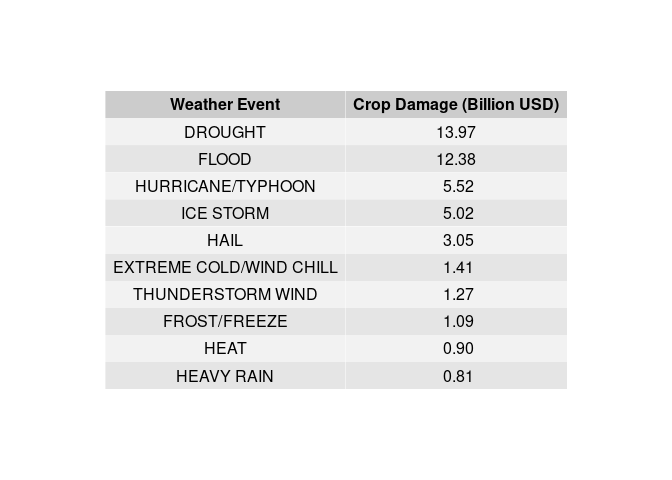 Weather Event Crop Damage (Billion USD)
DROUGHT 13.97
FLOOD 12.38
HURRICANE/TYPHOON 5.52
ICE STORM 5.02
HAIL 3.05
EXTREME COLD/WIND CHILL 1.41
THUNDERSTORM WIND 1.27
FROST/FREEZE 1.09
HEAT 0.90
HEAVY RAIN 0.81